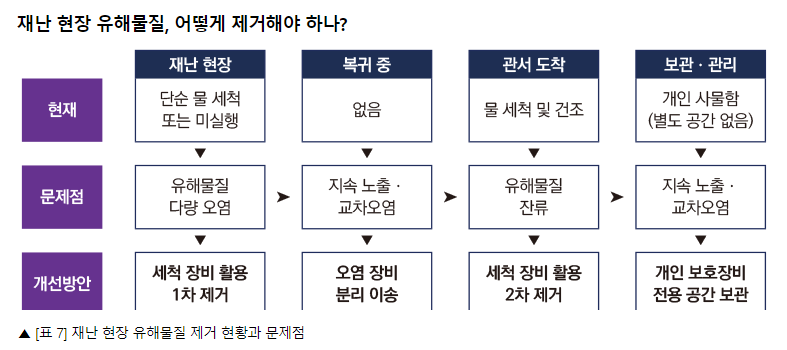 재난 현장 유해물질, 어떻게 제거해야 하나?
재난 현장
복귀 중
관서 도착
보관 · 관리
현재
단순 물 세척
또는 미실행
없음
물 세척 및 건조
개인 사물함
(별도 공간 없음)
문제점
유해물질
다량 오염
지속 노출 ·
교차오염
유해물질
잔류
지속 노출 ·
교차오염
개선방안
세척 장비 활용
1차 제거
오염 장비
분리 이송
세척 장비 활용
2차 제거
개인 보호장비
전용 공간 보관
▲ [표 7] 재난 현장 유해물질 제거 현황과 문제점